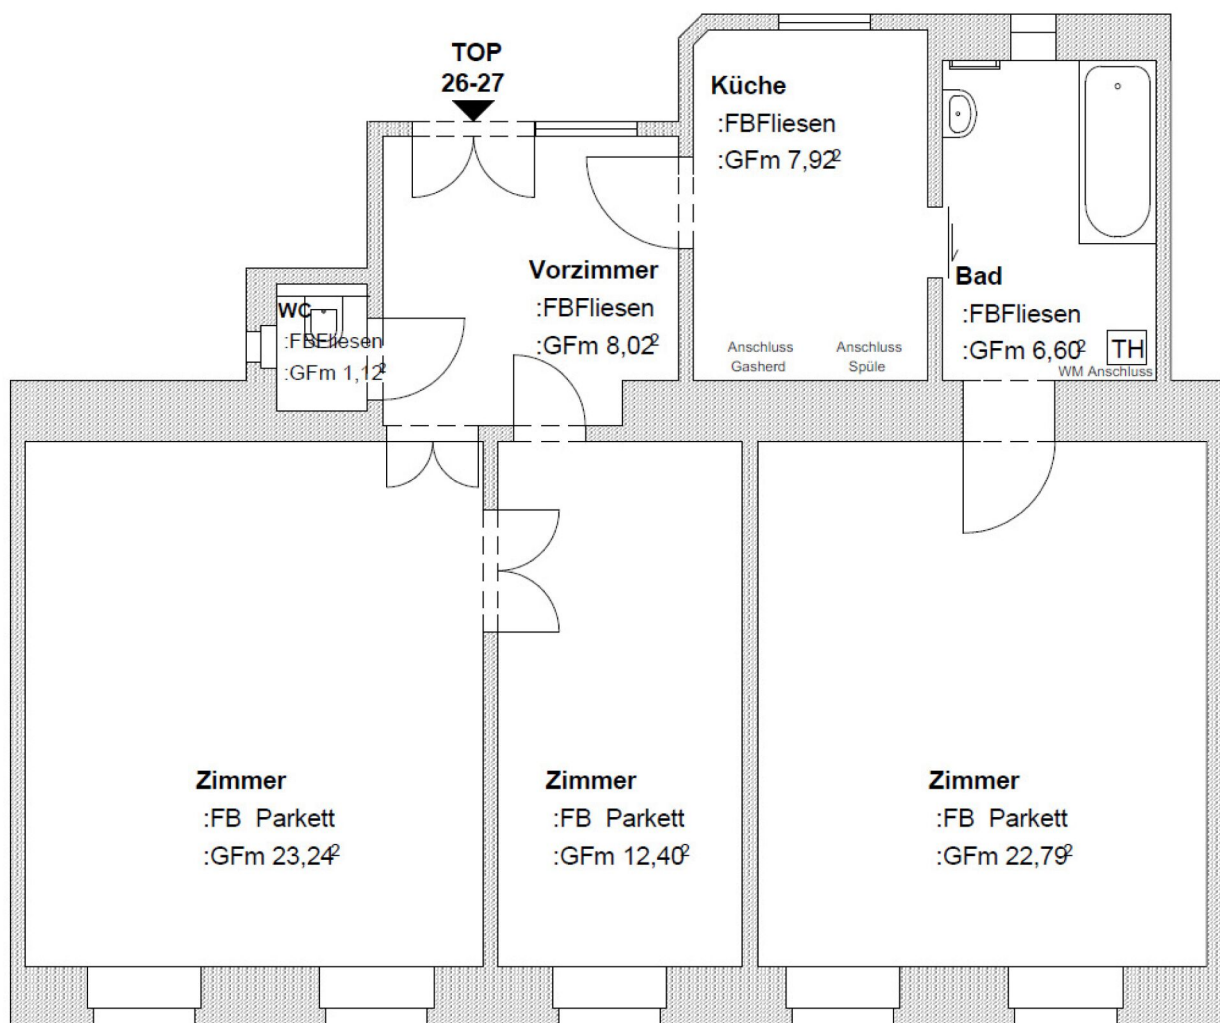 TOP
26-27
Küche
:FBFliesen
:GFm 7,92²
Vorzimmer
:FBFliesen
:GFm 8,02²
Bad
:FBFliesen
:GFm 6,60²
TH
WM Anschluss
WC
:FBFliesen
:GFm 1,12²
Anschluss
Gasherd
Anschluss
Spüle
Zimmer
:FB Parkett
:GFm 23,24²
Zimmer
:FB Parkett
:GFm 12,40²
Zimmer
:FB Parkett
:GFm 22,79²